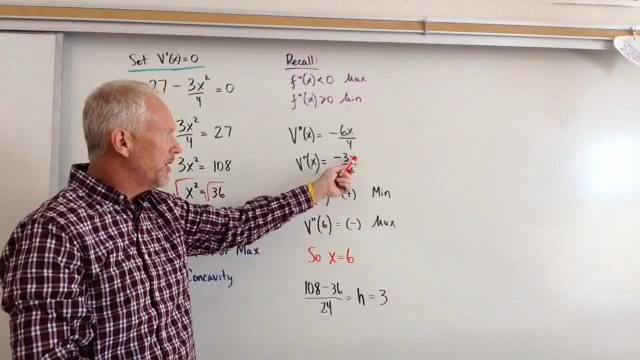 Set V'(x)=0
27 − 3x²/4 = 0
3x²/4 = 27
3x² = 108
√x² = √36
or Max
Concavity
Recall:
f"(x)<0 Max
f"(x)>0 Min
V"(x) = −6x/4
V"(x) = −3
(+) Min
V"(6) = (−) Max
So x=6
108−36/24 = h = 3